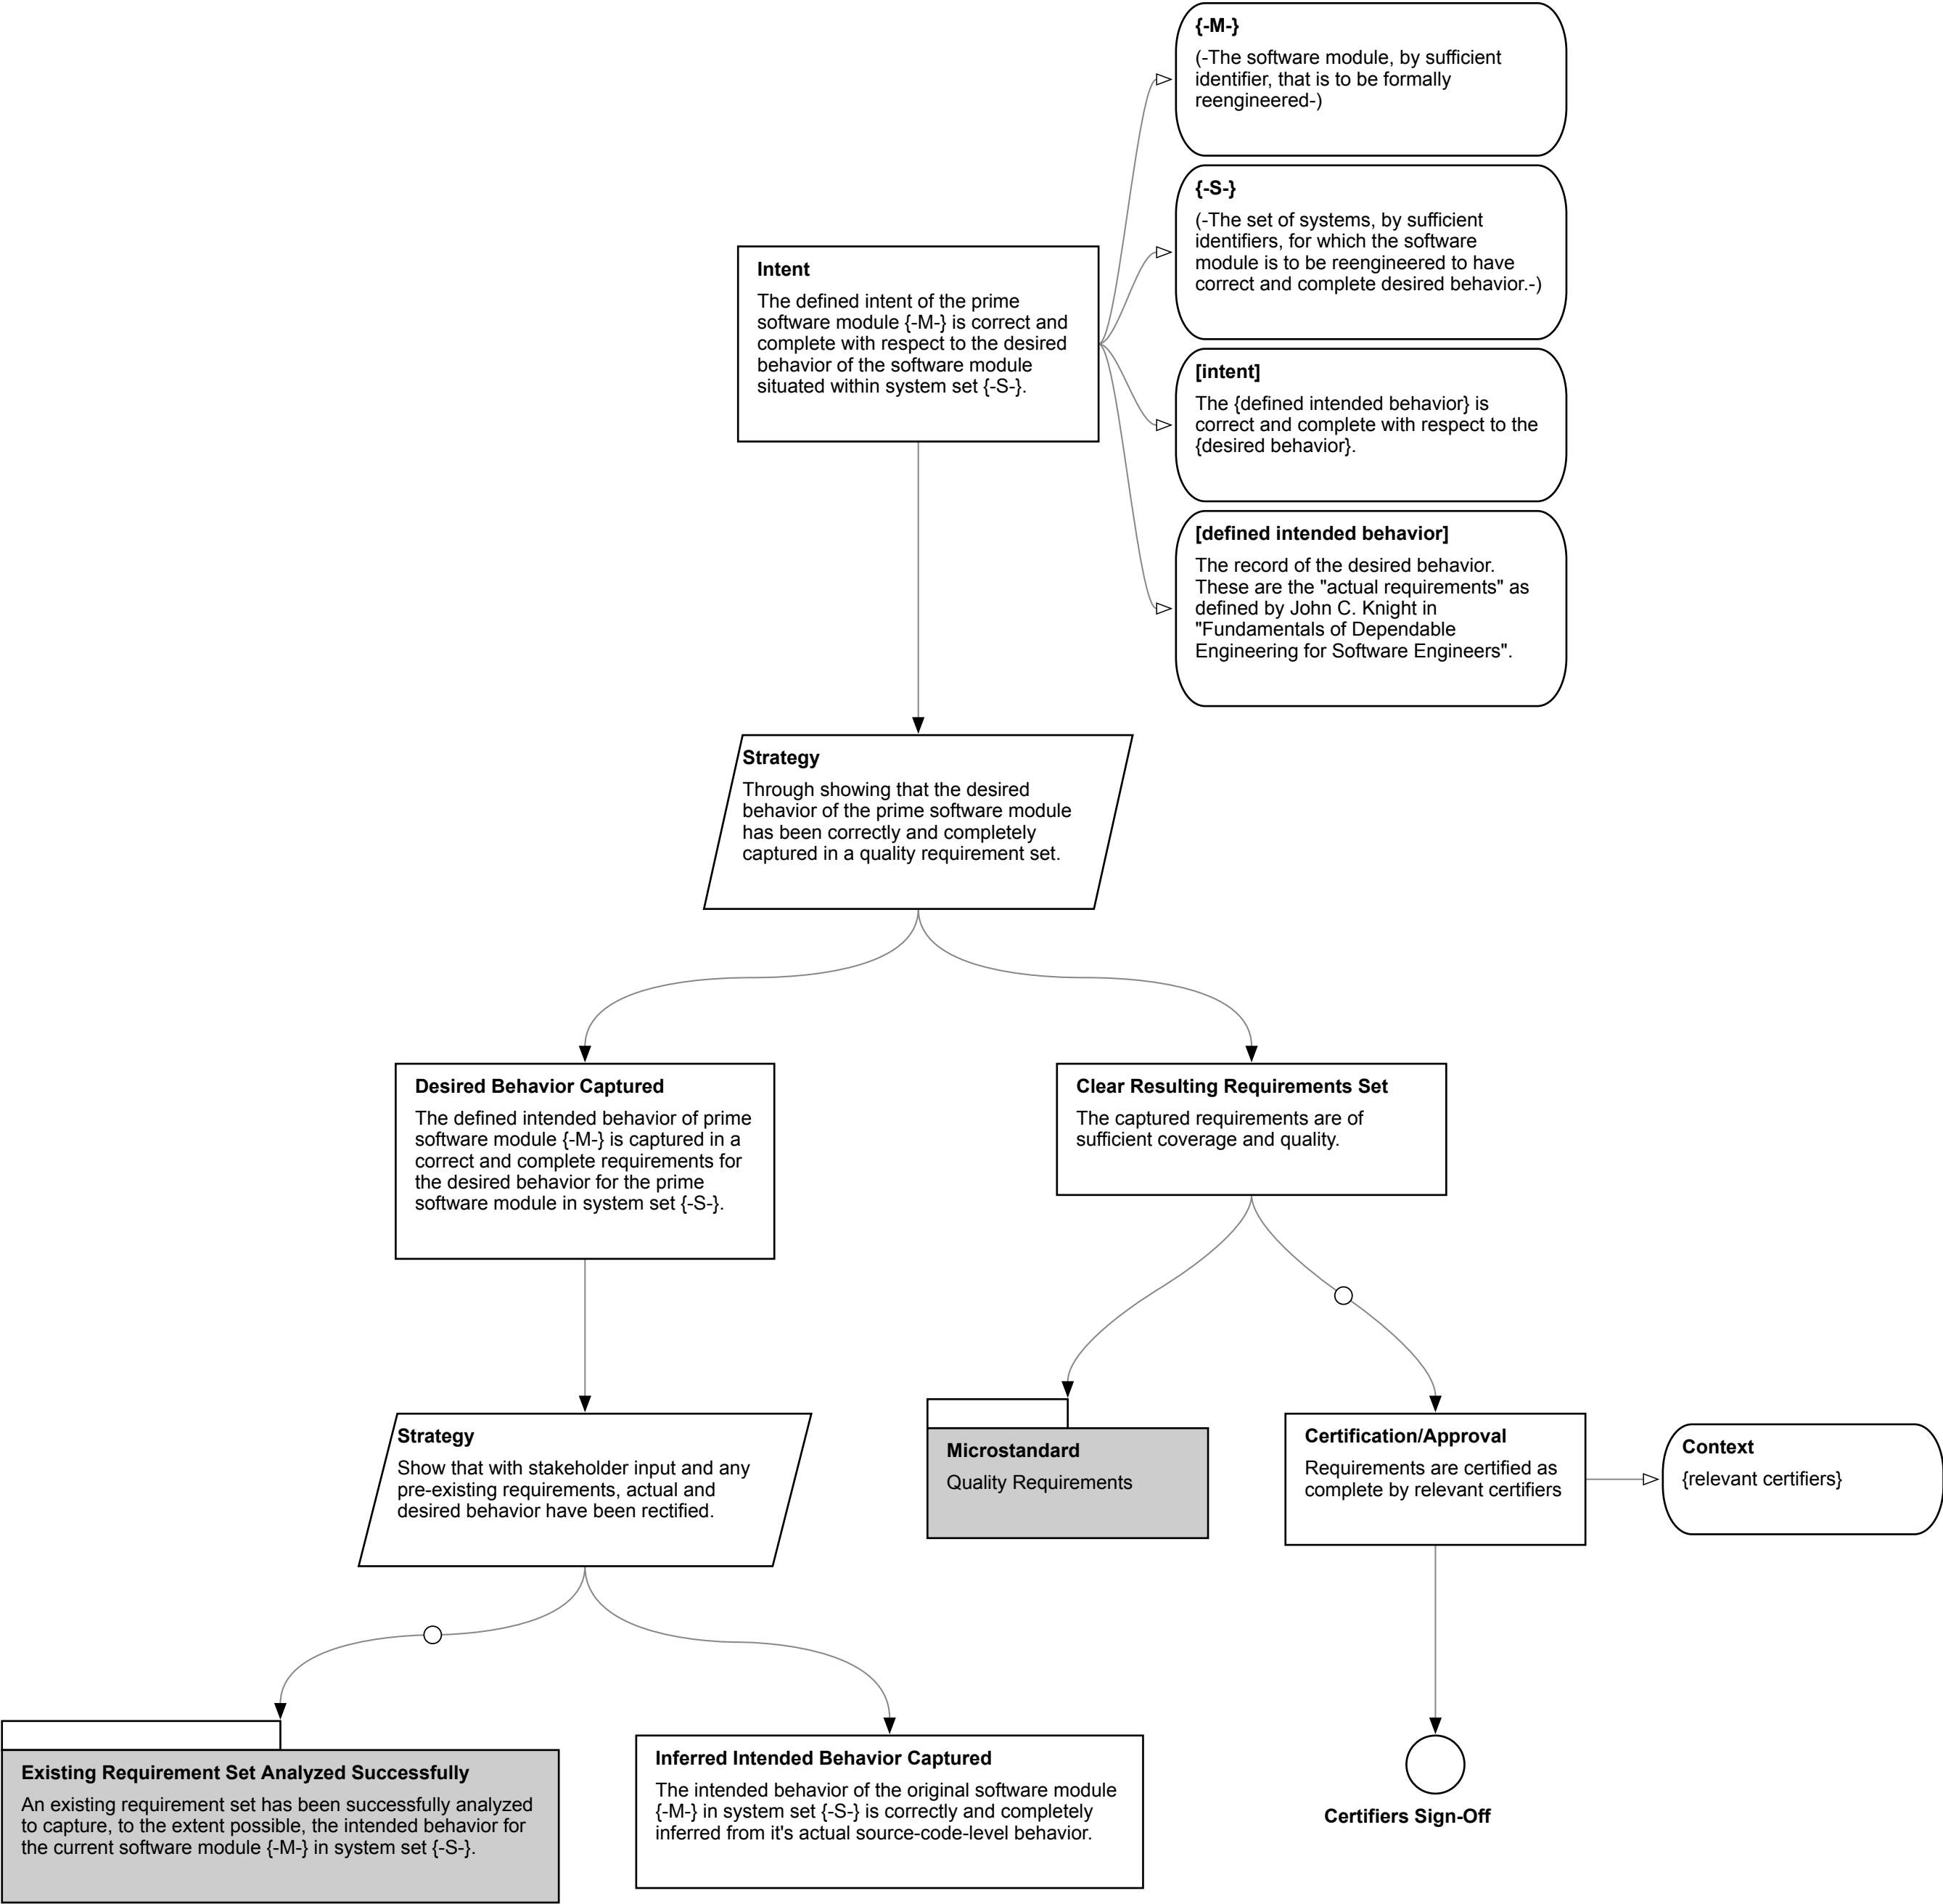 {-M-}
(-The software module, by sufficient
identifier, that is to be formally
reengineered-)
{-S-}
(-The set of systems, by sufficient
identifiers, for which the software
module is to be reengineered to have
correct and complete desired behavior.-)
Intent
The defined intent of the prime
software module {-M-} is correct and
complete with respect to the desired
behavior of the software module
situated within system set {-S-}.
[intent]
The {defined intended behavior} is
correct and complete with respect to the
{desired behavior}.
[defined intended behavior]
The record of the desired behavior.
These are the "actual requirements" as
defined by John C. Knight in
"Fundamentals of Dependable
Engineering for Software Engineers".
Strategy
Through showing that the desired
behavior of the prime software module
has been correctly and completely
captured in a quality requirement set.
Desired Behavior Captured
The defined intended behavior of prime
software module {-M-} is captured in a
correct and complete requirements for
the desired behavior for the prime
software module in system set {-S-}.
Clear Resulting Requirements Set
The captured requirements are of
sufficient coverage and quality.
Strategy
Show that with stakeholder input and any
pre-existing requirements, actual and
desired behavior have been rectified.
Microstandard
Quality Requirements
Certification/Approval
Requirements are certified as
complete by relevant certifiers
Context
{relevant certifiers}
Existing Requirement Set Analyzed Successfully
An existing requirement set has been successfully analyzed
to capture, to the extent possible, the intended behavior for
the current software module {-M-} in system set {-S-}.
Inferred Intended Behavior Captured
The intended behavior of the original software module
{-M-} in system set {-S-} is correctly and completely
inferred from it's actual source-code-level behavior.
Certifiers Sign-Off